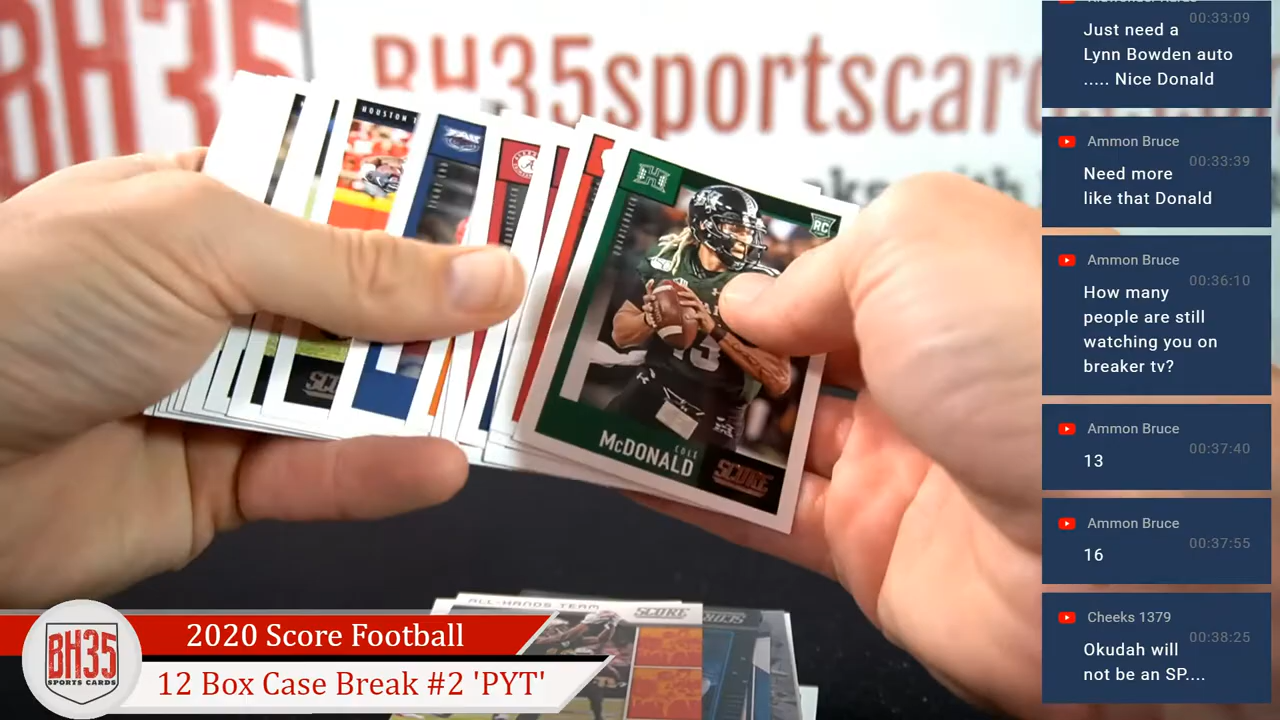 BH35
BH35sportscar
with
HOUSTON
QUARTERBACK
RC
13
COLE
McDONALD
SCORE
ALL-HANDS TEAM
SCORE
BH35
SPORTS CARDS
2020 Score Football
12 Box Case Break #2 'PYT'
00:33:09
Just need a
Lynn Bowden auto
..... Nice Donald
Ammon Bruce
00:33:39
Need more
like that Donald
Ammon Bruce
00:36:10
How many
people are still
watching you on
breaker tv?
Ammon Bruce
00:37:40
13
Ammon Bruce
00:37:55
16
Cheeks 1379
00:38:25
Okudah will
not be an SP....